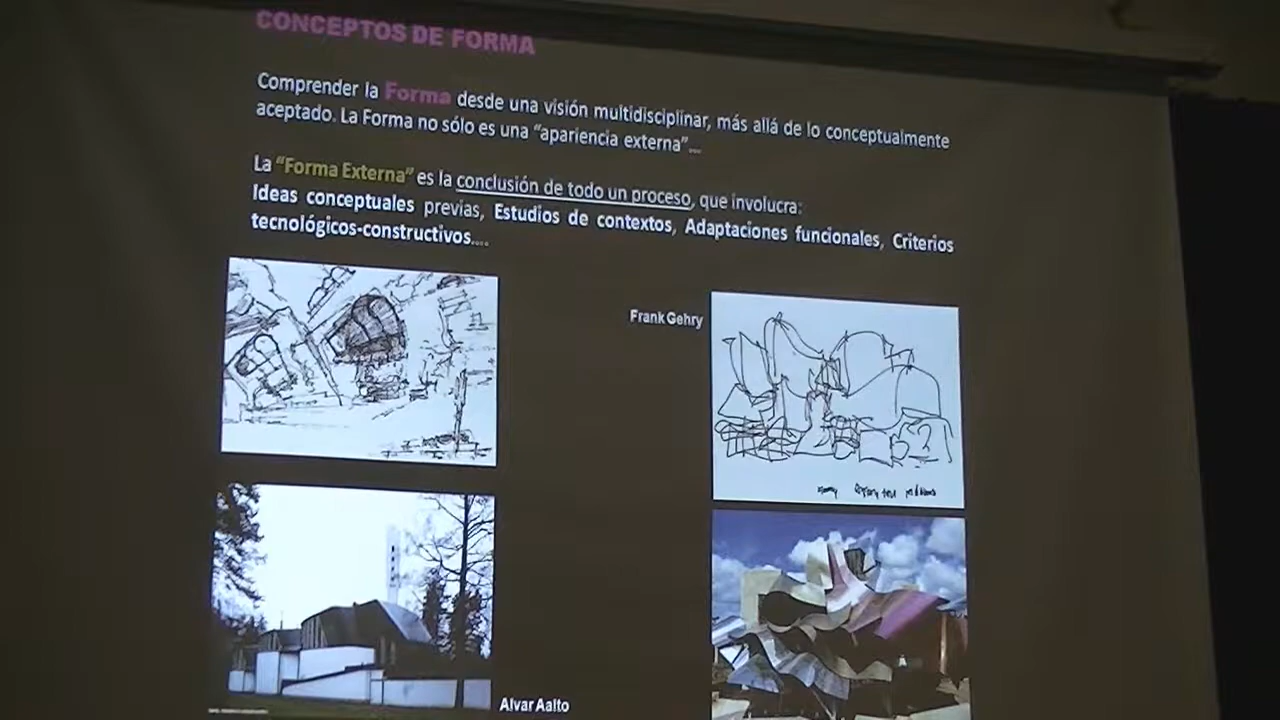 CONCEPTOS DE FORMA
Comprender la Forma desde una visión multidisciplinar, más allá de lo conceptualmente
aceptado. La Forma no sólo es una "apariencia externa"...
La "Forma Externa" es la conclusión de todo un proceso, que involucra:
Ideas conceptuales previas, Estudios de contextos, Adaptaciones funcionales, Criterios
tecnológicos-constructivos....
Frank Gehry
Alvar Aalto